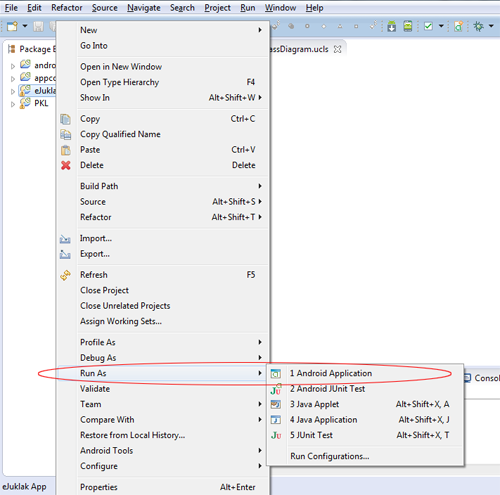 File Edit Refactor Source Navigate Search Project Run Window Help
Package E
assDiagram.ucls
andro
appco
eJuklak
PKL
New
Go Into
Open in New Window
Open Type Hierarchy F4
Show In Alt+Shift+W
Copy Ctrl+C
Copy Qualified Name
Paste Ctrl+V
Delete Delete
Build Path
Source Alt+Shift+S
Refactor Alt+Shift+T
Import...
Export...
Refresh F5
Close Project
Close Unrelated Projects
Assign Working Sets...
Profile As
Debug As
Run As
1 Android Application
Validate
2 Android JUnit Test
Conso
Team
3 Java Applet Alt+Shift+X, A
Compare With
4 Java Application Alt+Shift+X, J
Restore from Local History...
5 JUnit Test Alt+Shift+X, T
Android Tools
Run Configurations...
Configure
Properties Alt+Enter
eJuklak App